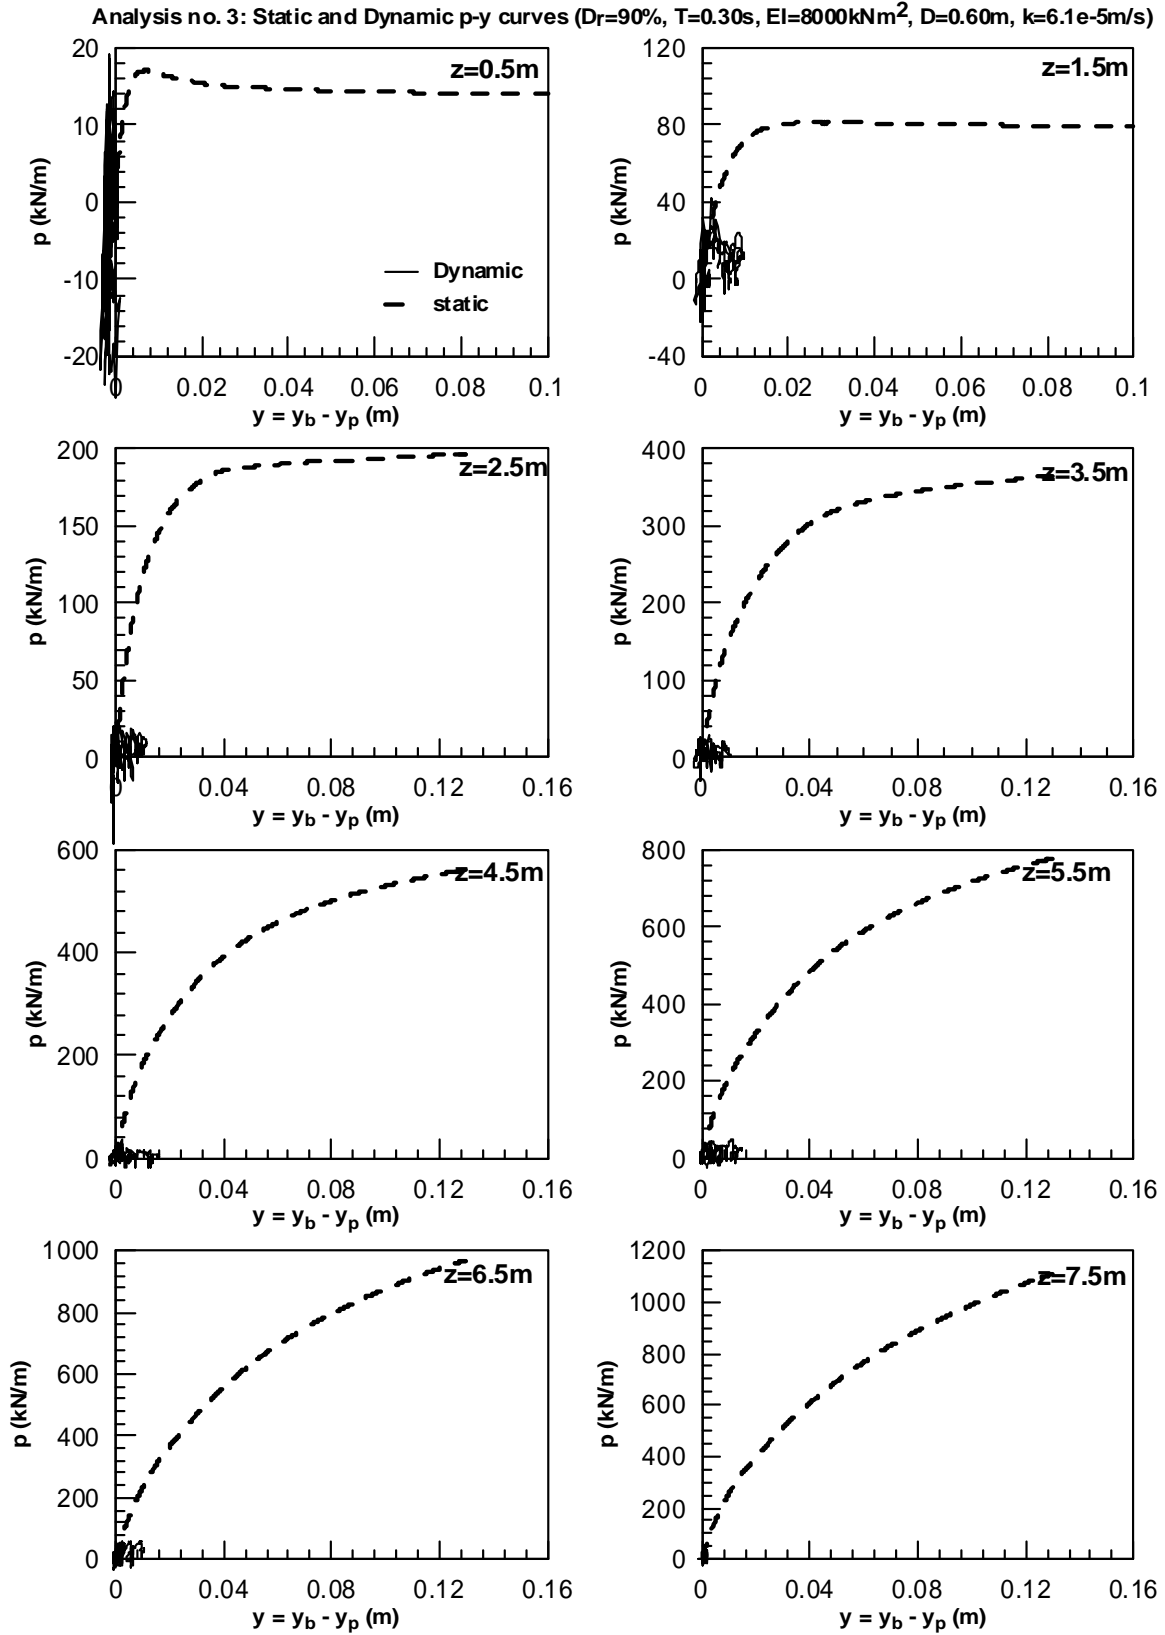 Analysis no. 3: Static and Dynamic p-y curves (Dr=90%, T=0.30s, EI=8000kNm2, D=0.60m, k=6.1e-5m/s)
z=0.5m
20
10
0
-10
-20
p (kN/m)
Dynamic
static
0 0.02 0.04 0.06 0.08 0.1
y = yb - yp (m)
z=1.5m
120
80
40
0
-40
p (kN/m)
0 0.02 0.04 0.06 0.08 0.1
y = yb - yp (m)
z=2.5m
200
150
100
50
0
p (kN/m)
0 0.04 0.08 0.12 0.16
y = yb - yp (m)
z=3.5m
400
300
200
100
0
p (kN/m)
0 0.04 0.08 0.12 0.16
y = yb - yp (m)
z=4.5m
600
400
200
0
p (kN/m)
0 0.04 0.08 0.12 0.16
y = yb - yp (m)
z=5.5m
800
600
400
200
0
p (kN/m)
0 0.04 0.08 0.12 0.16
y = yb - yp (m)
z=6.5m
1000
800
600
400
200
0
p (kN/m)
0 0.04 0.08 0.12 0.16
y = yb - yp (m)
z=7.5m
1200
1000
800
600
400
200
0
p (kN/m)
0 0.04 0.08 0.12 0.16
y = yb - yp (m)